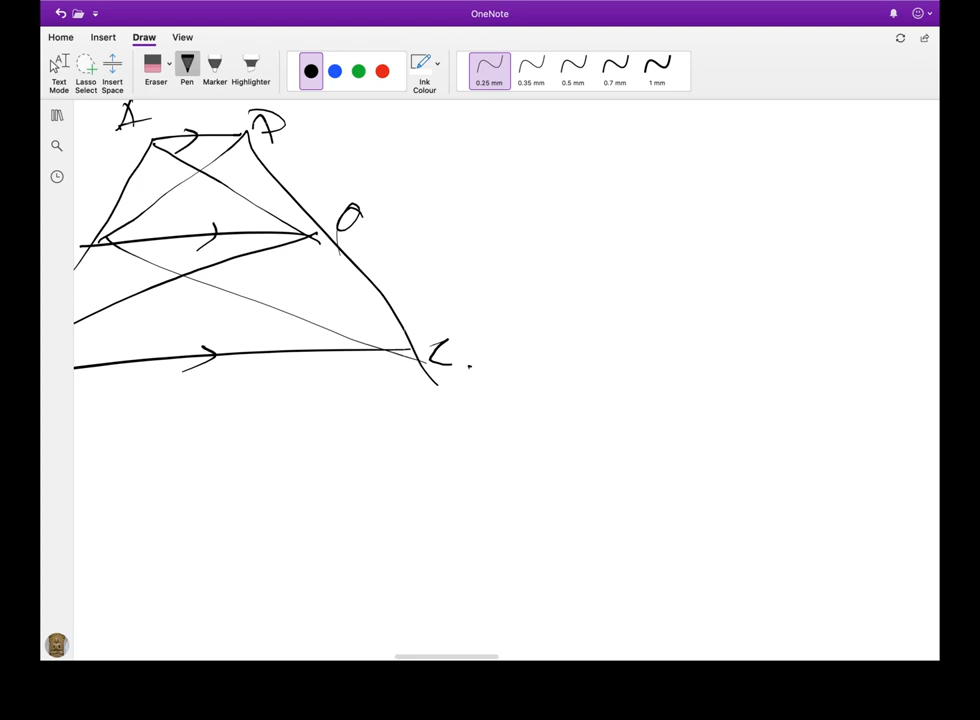 OneNote
Home Insert Draw View
Text Mode Lasso Select Insert Space Eraser Pen Marker Highlighter Ink Colour 0.25 mm 0.35 mm 0.5 mm 0.7 mm 1 mm
A
Q
C